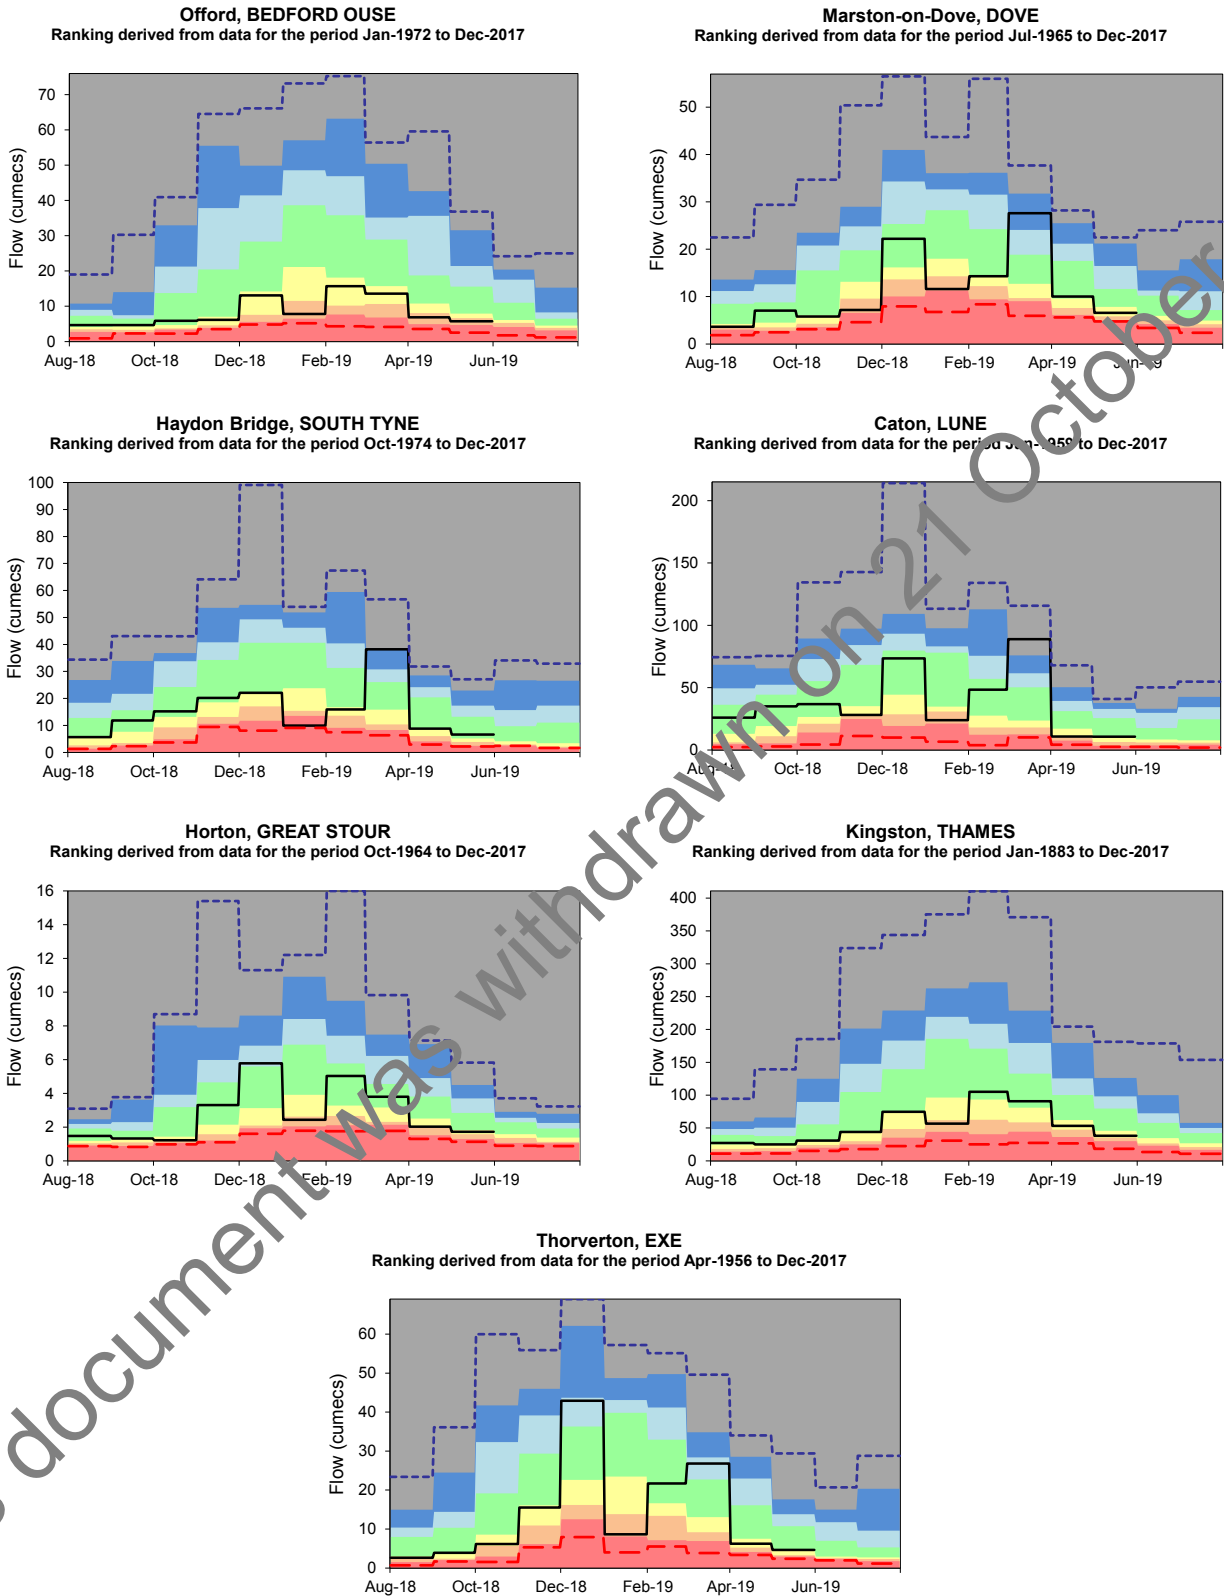 Offord, BEDFORD OUSE
Ranking derived from data for the period Jan-1972 to Dec-2017
Flow (cumecs)
70
60
50
40
30
20
10
0
Aug-18 Oct-18 Dec-18 Feb-19 Apr-19 Jun-19
Marston-on-Dove, DOVE
Ranking derived from data for the period Jul-1965 to Dec-2017
Flow (cumecs)
50
40
30
20
10
0
Aug-18 Oct-18 Dec-18 Feb-19 Apr-19 Jun-19
Haydon Bridge, SOUTH TYNE
Ranking derived from data for the period Oct-1974 to Dec-2017
Flow (cumecs)
100
90
80
70
60
50
40
30
20
10
0
Aug-18 Oct-18 Dec-18 Feb-19 Apr-19 Jun-19
Caton, LUNE
Ranking derived from data for the period Jan-1959 to Dec-2017
Flow (cumecs)
200
150
100
50
0
Aug-18 Oct-18 Dec-18 Feb-19 Apr-19 Jun-19
Horton, GREAT STOUR
Ranking derived from data for the period Oct-1964 to Dec-2017
Flow (cumecs)
16
14
12
10
8
6
4
2
0
Aug-18 Oct-18 Dec-18 Feb-19 Apr-19 Jun-19
Kingston, THAMES
Ranking derived from data for the period Jan-1883 to Dec-2017
Flow (cumecs)
400
350
300
250
200
150
100
50
0
Aug-18 Oct-18 Dec-18 Feb-19 Apr-19 Jun-19
Thorverton, EXE
Ranking derived from data for the period Apr-1956 to Dec-2017
Flow (cumecs)
60
50
40
30
20
10
0
Aug-18 Oct-18 Dec-18 Feb-19 Apr-19 Jun-19
document was withdrawn on 21 October